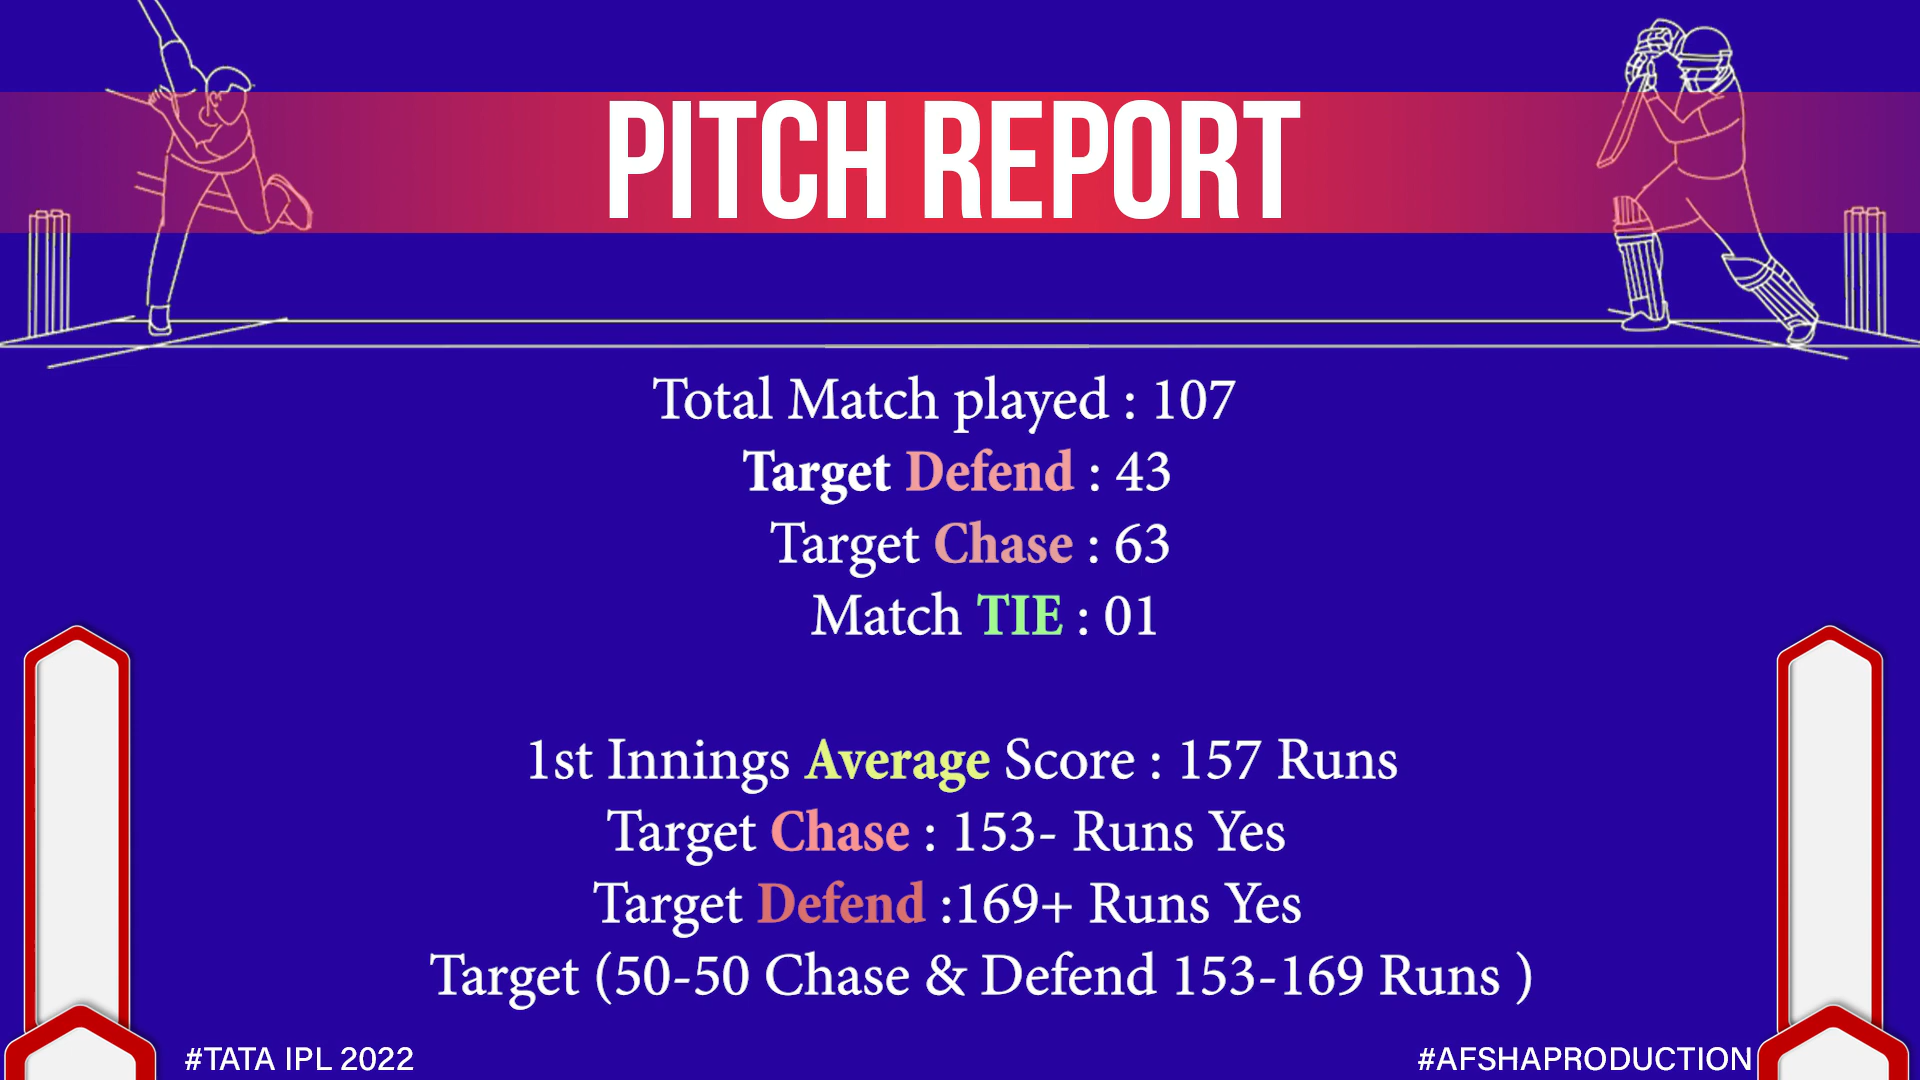 PITCH REPORT
Total Match played : 107
Target Defend : 43
Target Chase : 63
Match TIE : 01
1st Innings Average Score : 157 Runs
Target Chase : 153- Runs Yes
Target Defend :169+ Runs Yes
Target (50-50 Chase & Defend 153-169 Runs )
#TATA IPL 2022
#AFSHAPRODUCTION